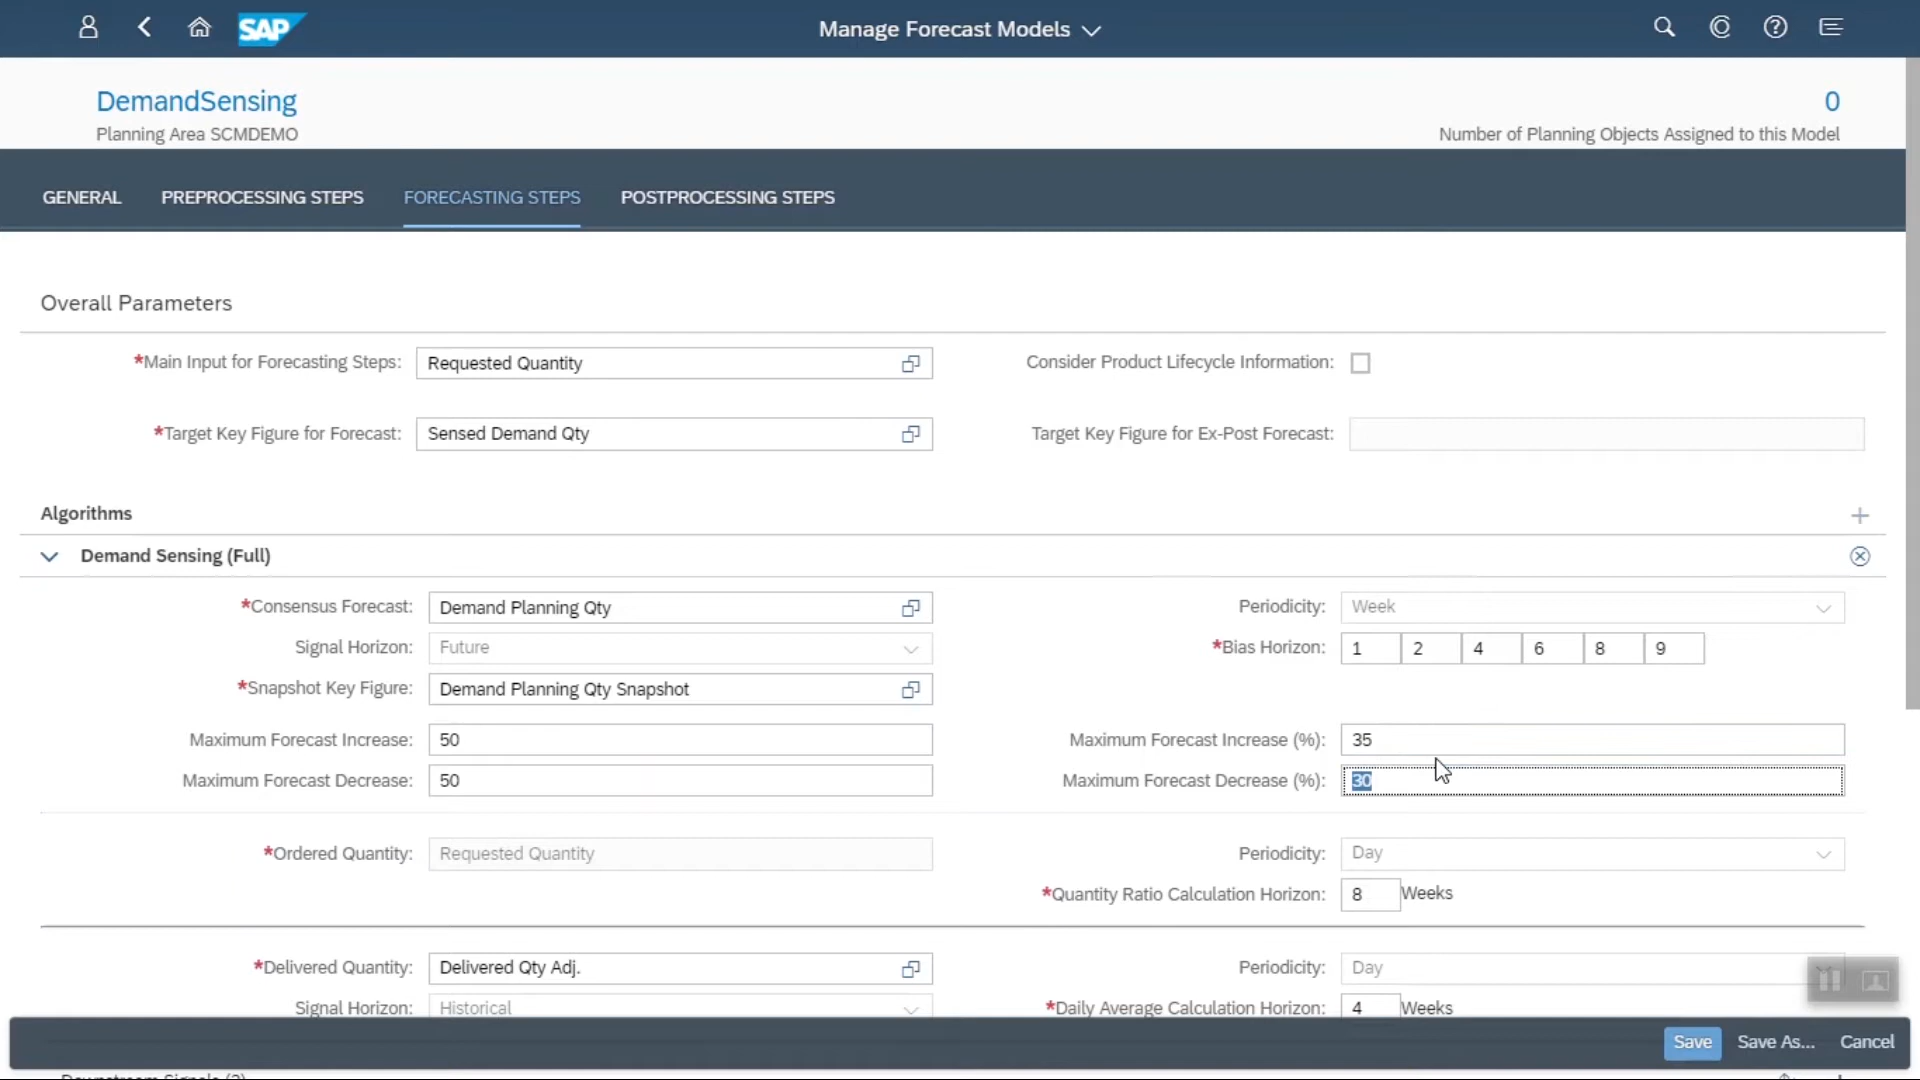 SAP
Manage Forecast Models
DemandSensing
0
Planning Area SCMDEMO
Number of Planning Objects Assigned to this Model
GENERAL PREPROCESSING STEPS FORECASTING STEPS POSTPROCESSING STEPS
Overall Parameters
*Main Input for Forecasting Steps: Requested Quantity
Consider Product Lifecycle Information:
*Target Key Figure for Forecast: Sensed Demand Qty
Target Key Figure for Ex-Post Forecast:
Algorithms
Demand Sensing (Full)
*Consensus Forecast: Demand Planning Qty
Periodicity: Week
Signal Horizon: Future
*Bias Horizon: 1 2 4 6 8 9
*Snapshot Key Figure: Demand Planning Qty Snapshot
Maximum Forecast Increase: 50
Maximum Forecast Increase (%): 35
Maximum Forecast Decrease: 50
Maximum Forecast Decrease (%): 30
*Ordered Quantity: Requested Quantity
Periodicity: Day
*Quantity Ratio Calculation Horizon: 8 Weeks
*Delivered Quantity: Delivered Qty Adj.
Periodicity: Day
Signal Horizon: Historical
*Daily Average Calculation Horizon: 4 Weeks
Save Save As... Cancel
Downstream Signals (2)